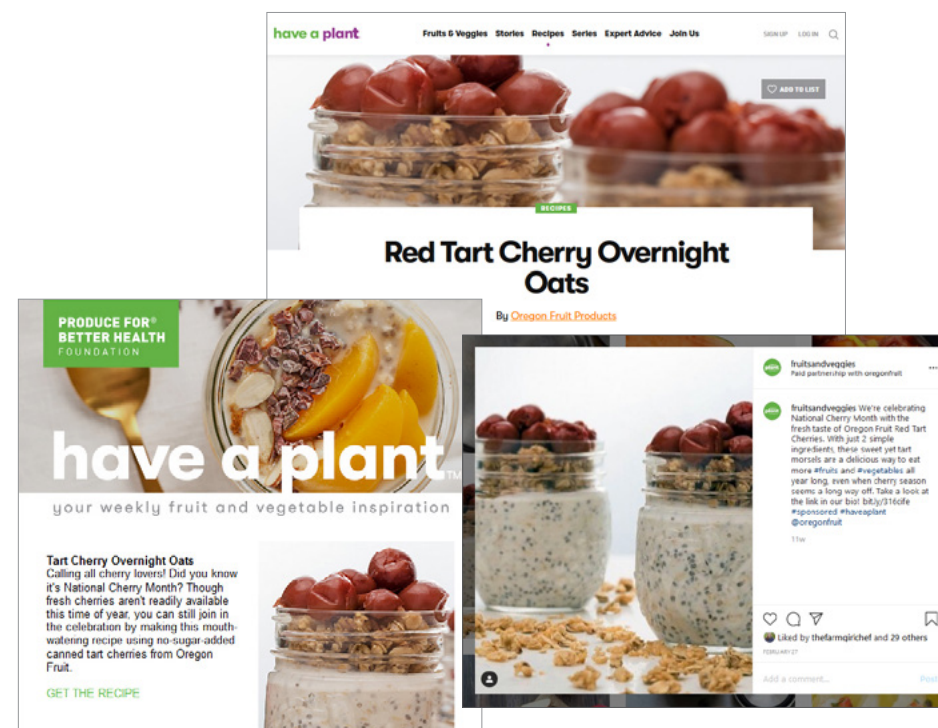 have a plant
Fruits & Veggies Stories Recipes Series Expert Advice Join Us
SIGN UP LOG IN
ADD TO LIST
RECIPES
Red Tart Cherry Overnight
Oats
By Oregon Fruit Products
PRODUCE FOR®
BETTER HEALTH
FOUNDATION
have a plant™
your weekly fruit and vegetable inspiration
Tart Cherry Overnight Oats
Calling all cherry lovers! Did you know
it's National Cherry Month? Though
fresh cherries aren't readily available
this time of year, you can still join in
the celebration by making this mouth-
watering recipe using no-sugar-added
canned tart cherries from Oregon
Fruit.
GET THE RECIPE
fruitsandveggies
Paid partnership with oregonfruit
fruitsandveggies We're celebrating
National Cherry Month with the
fresh taste of Oregon Fruit Red Tart
Cherries. With just 2 simple
ingredients, these sweet yet tart
morsels are a delicious way to eat
more #fruits and #vegetables all
year long, even when cherry season
seems a long way off. Take a look at
the link in our bio! bit.ly/316cife
#sponsored #haveaplant
@oregonfruit
11w
Liked by thefarmgirlchef and 29 others
FEBRUARY 27
Add a comment... Post